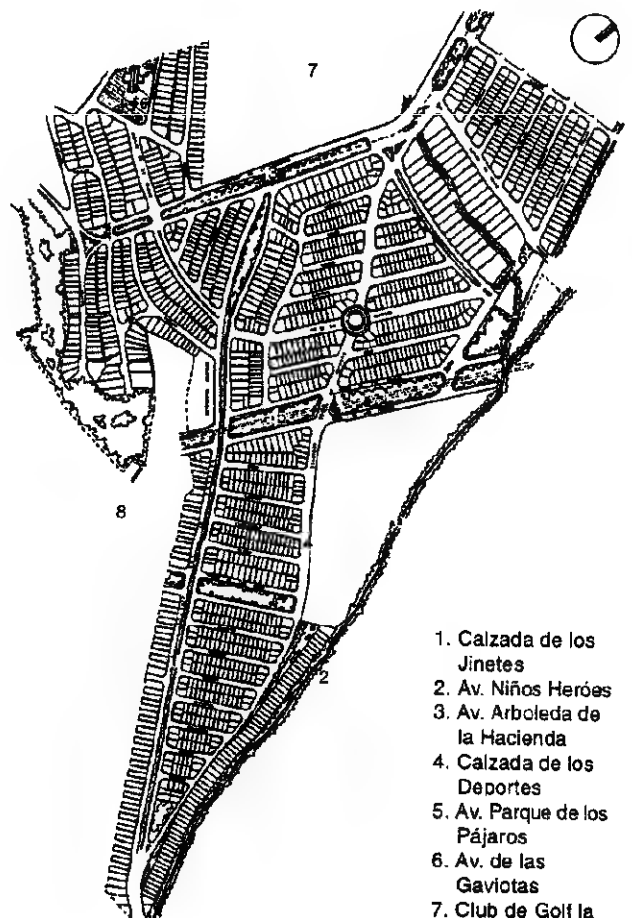 7
8
2
1. Calzada de los
Jinetes
2. Av. Niños Heróes
3. Av. Arboleda de
la Hacienda
4. Calzada de los
Deportes
5. Av. Parque de los
Pájaros
6. Av. de las
Gaviotas
7. Club de Golf la